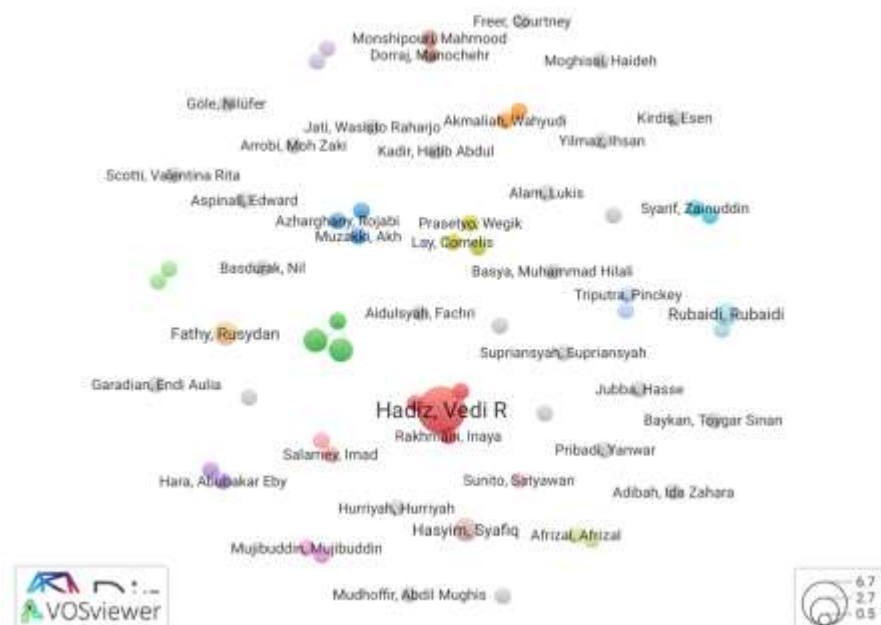 Freer, Courtney
Monshipouri, Mahmood
Dorraj, Manochehr
Moghissi, Haideh
Göle, Nilüfer
Jati, Wasisto Raharjo
Akmaliah, Wahyudi
Kirdiş, Esen
Arrobi, Moh Zaki
Kadir, Hatib Abdul
Yilmaz, Ihsan
Scotti, Valentina Rita
Aspinall, Edward
Alam, Lukis
Azharghany, Rojabi
Prasetyo, Wegik
Syarif, Zainuddin
Muzakki, Akh
Lay, Cornelis
Basdurak, Nil
Basya, Muhammad Hilali
Triputra, Pinckey
Aidulsyah, Fachri
Rubaidi, Rubaidi
Fathy, Rusydan
Supriansyah, Supriansyah
Garadian, Endi Aulia
Jubba, Hasse
Hadiz, Vedi R
Baykan, Toygar Sinan
Rakhmani, Inaya
Salamey, Imad
Pribadi, Yanwar
Hara, Abubakar Eby
Sunito, Satyawan
Adibah, Ida Zahara
Hurriyah, Hurriyah
Hasyim, Syafiq
Afrizal, Afrizal
Mujibuddin, Mujibuddin
Mudhoffir, Abdil Mughis
VOSviewer
6.7
2.7
0.5